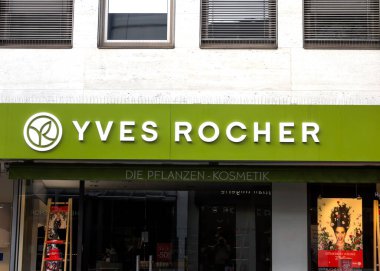 YVES ROCHER
DIE PFLANZEN-KOSMETIK